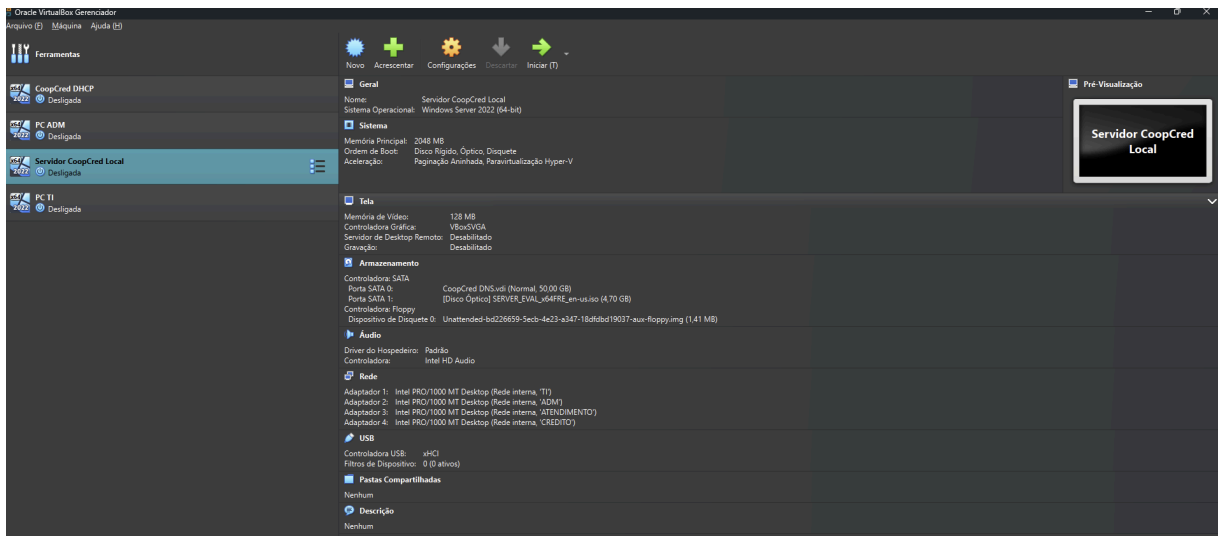 Oracle VirtualBox Gerenciador
Arquivo (F) Máquina Ajuda (H)
Ferramentas
Novo Acrescentar Configurações Descartar Iniciar (T)
CoopCred DHCP
Desligada
PC ADM
Desligada
Servidor CoopCred Local
Desligada
PC TI
Desligada
Geral
Nome: Servidor CoopCred Local
Sistema Operacional: Windows Server 2022 (64-bit)
Sistema
Memória Principal: 2048 MB
Ordem de Boot: Disco Rígido, Óptico, Disquete
Aceleração: Paginação Aninhada, Paravirtualização Hyper-V
Pré-Visualização
Servidor CoopCred
Local
Tela
Memória de Vídeo: 128 MB
Controladora Gráfica: VBoxSVGA
Servidor de Desktop Remoto: Desabilitado
Gravação: Desabilitado
Armazenamento
Controladora: SATA
Porta SATA 0: CoopCred DNS.vdi (Normal, 50,00 GB)
Porta SATA 1: [Disco Óptico] SERVER_EVAL_x64FRE_en-us.iso (4,70 GB)
Controladora: Floppy
Dispositivo de Disquete 0: Unattended-bd226659-5ecb-4e23-a347-18dfdbd19037-aux-floppy.img (1,41 MB)
Áudio
Driver do Hospedeiro: Padrão
Controladora: Intel HD Audio
Rede
Adaptador 1: Intel PRO/1000 MT Desktop (Rede interna, 'TI')
Adaptador 2: Intel PRO/1000 MT Desktop (Rede interna, 'ADM')
Adaptador 3: Intel PRO/1000 MT Desktop (Rede interna, 'ATENDIMENTO')
Adaptador 4: Intel PRO/1000 MT Desktop (Rede interna, 'CREDITO')
USB
Controladora USB: xHCI
Filtros de Dispositivo: 0 (0 ativos)
Pastas Compartilhadas
Nenhum
Descrição
Nenhum